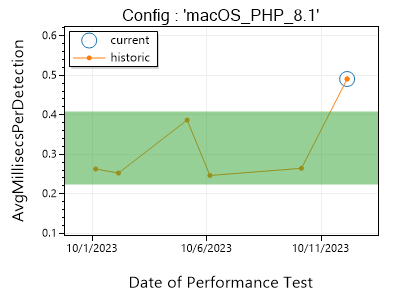 Config : 'macOS_PHP_8.1'
current
historic
AvgMillisecsPerDetection
0.6
0.5
0.4
0.3
0.2
0.1
10/1/2023
10/6/2023
10/11/2023
Date of Performance Test